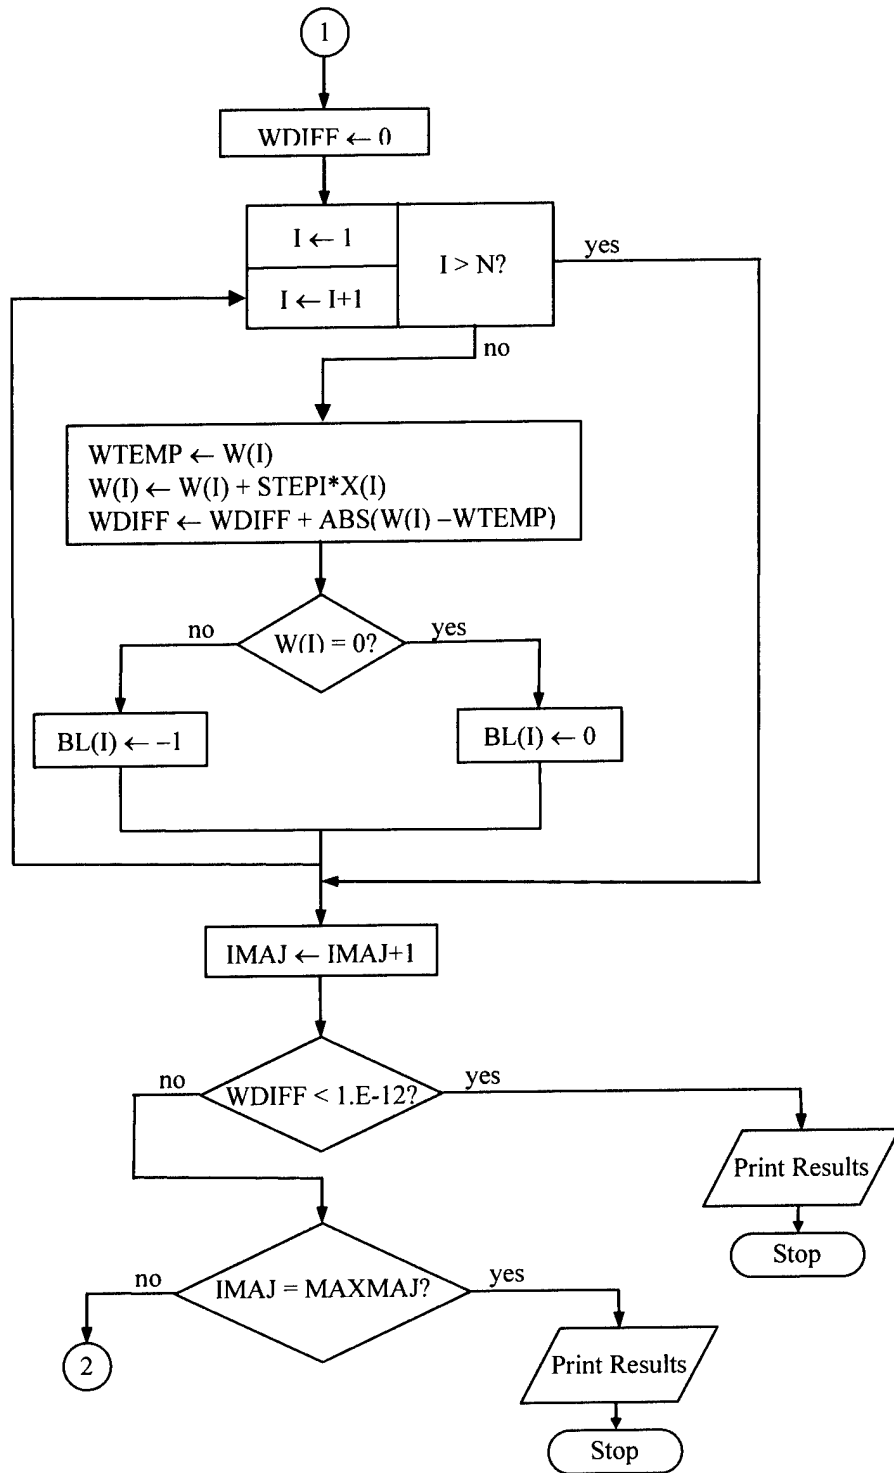 1
WDIFF ← 0
I ← 1
I > N?
yes
I ← I+1
no
WTEMP ← W(I)
W(I) ← W(I) + STEPI*X(I)
WDIFF ← WDIFF + ABS(W(I) –WTEMP)
no
W(I) = 0?
yes
BL(I) ← –1
BL(I) ← 0
IMAJ ← IMAJ+1
no
WDIFF < 1.E-12?
yes
Print Results
Stop
no
IMAJ = MAXMAJ?
yes
2
Print Results
Stop